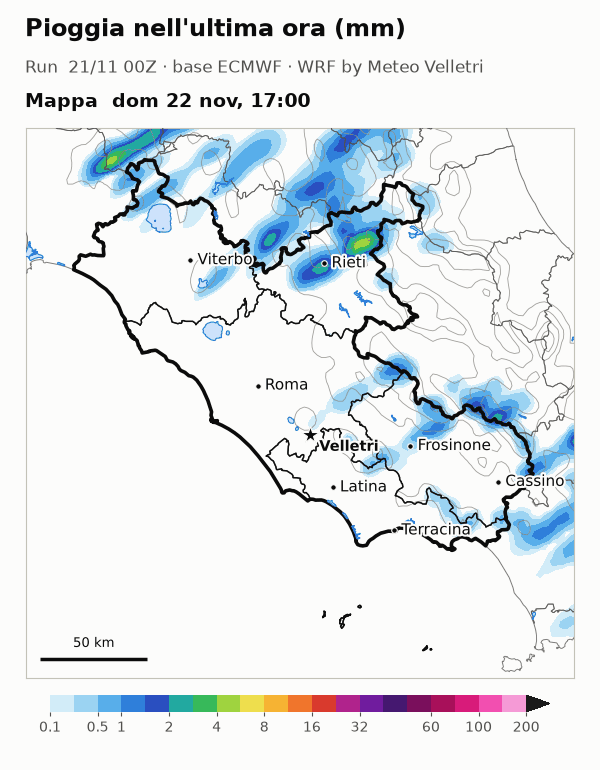 Pioggia nell'ultima ora (mm)
Run  21/11 00Z · base ECMWF · WRF by Meteo Velletri
Mappa  dom 22 nov, 17:00
Viterbo
Rieti
Roma
Velletri
Frosinone
Latina
Cassino
Terracina
50 km
0.1 0.5 1 2 4 8 16 32 60 100 200